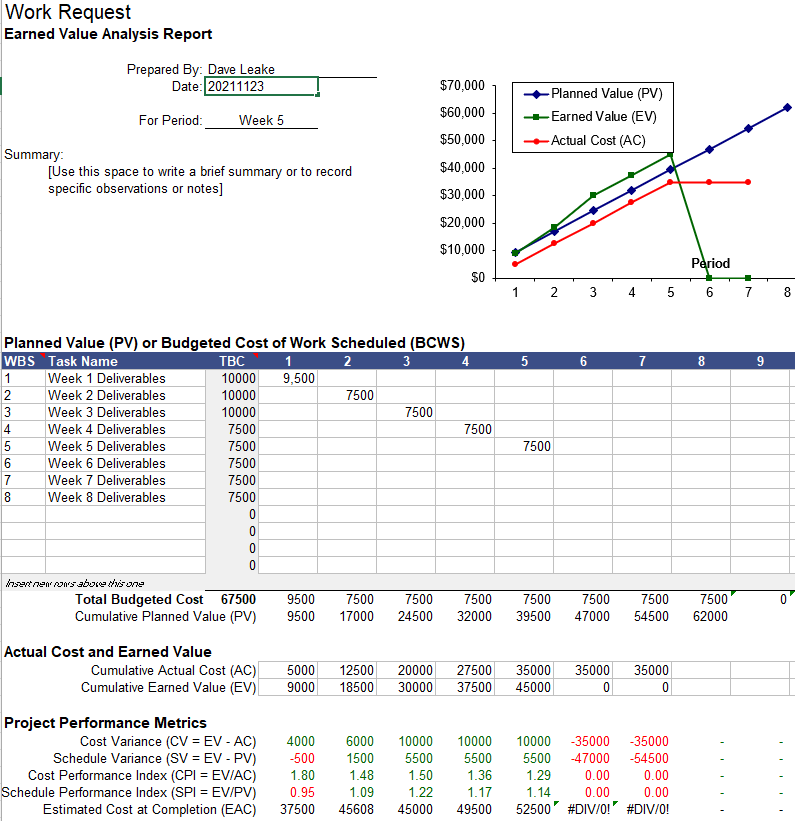 Work Request
Earned Value Analysis Report
Prepared By: Dave Leake
Date: 20211123
For Period: Week 5
Summary:
[Use this space to write a brief summary or to record
specific observations or notes]
$70,000
$60,000
$50,000
$40,000
$30,000
$20,000
$10,000
$0
Planned Value (PV)
Earned Value (EV)
Actual Cost (AC)
Period
1 2 3 4 5 6 7 8
Planned Value (PV) or Budgeted Cost of Work Scheduled (BCWS)
WBS Task Name TBC 1 2 3 4 5 6 7 8 9
1 Week 1 Deliverables 10000 9,500
2 Week 2 Deliverables 10000 7500
3 Week 3 Deliverables 10000 7500
4 Week 4 Deliverables 7500 7500
5 Week 5 Deliverables 7500 7500
6 Week 6 Deliverables 7500
7 Week 7 Deliverables 7500
8 Week 8 Deliverables 7500
0
0
0
0
Insert new rows above this one
Total Budgeted Cost 67500 9500 7500 7500 7500 7500 7500 7500 7500 0
Cumulative Planned Value (PV) 9500 17000 24500 32000 39500 47000 54500 62000
Actual Cost and Earned Value
Cumulative Actual Cost (AC) 5000 12500 20000 27500 35000 35000 35000
Cumulative Earned Value (EV) 9000 18500 30000 37500 45000 0 0
Project Performance Metrics
Cost Variance (CV = EV - AC) 4000 6000 10000 10000 10000 -35000 -35000 - -
Schedule Variance (SV = EV - PV) -500 1500 5500 5500 5500 -47000 -54500 - -
Cost Performance Index (CPI = EV/AC) 1.80 1.48 1.50 1.36 1.29 0.00 0.00 - -
Schedule Performance Index (SPI = EV/PV) 0.95 1.09 1.22 1.17 1.14 0.00 0.00 - -
Estimated Cost at Completion (EAC) 37500 45608 45000 49500 52500 #DIV/0! #DIV/0! - -